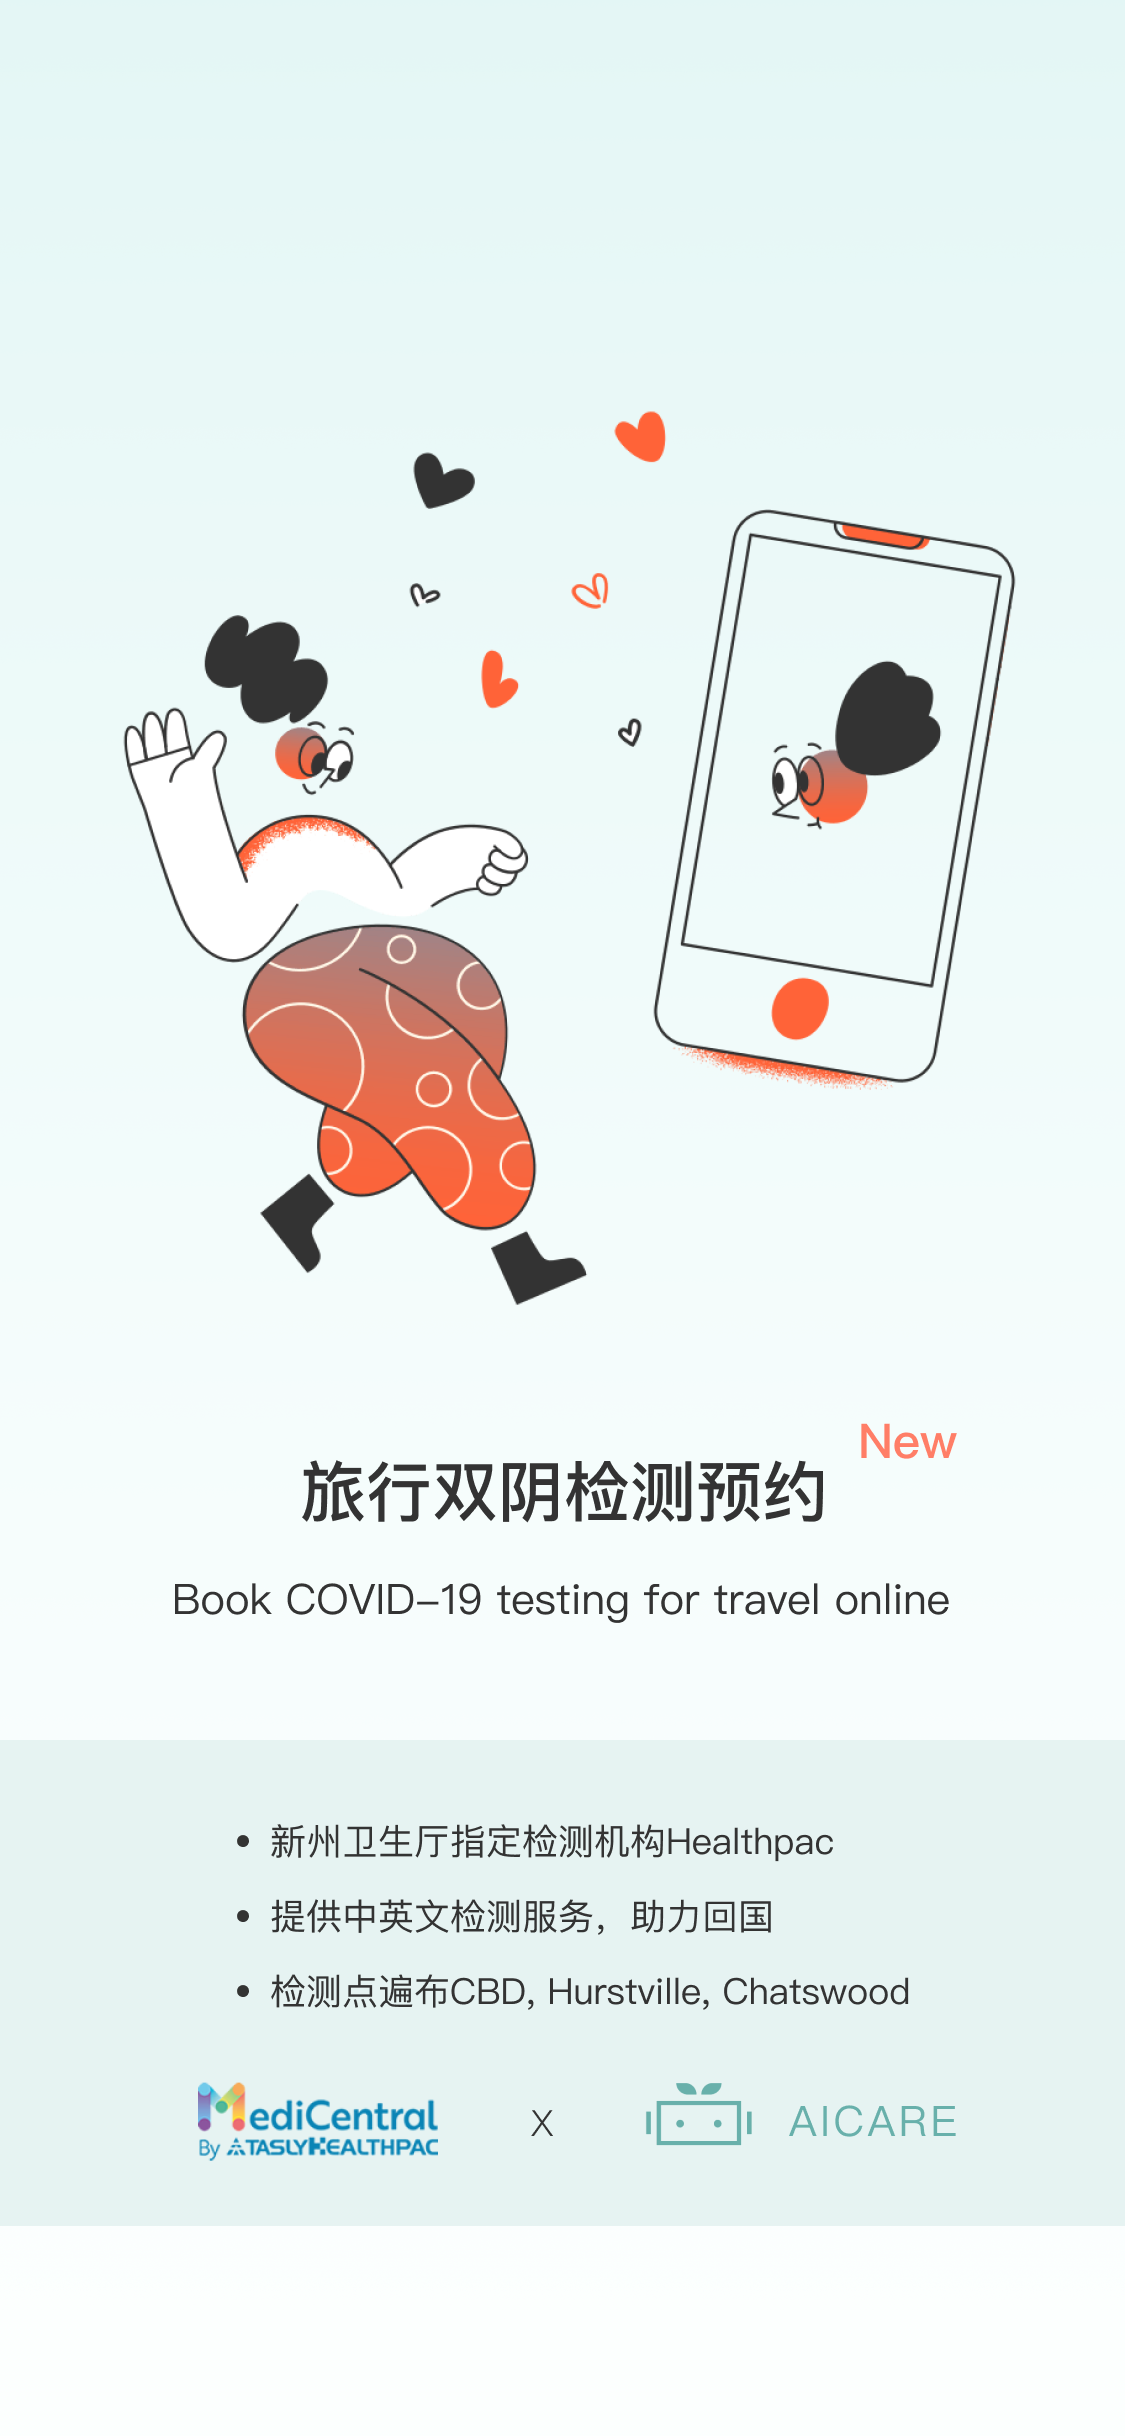 New
旅行双阴检测预约
Book COVID-19 testing for travel online
新州卫生厅指定检测机构Healthpac
提供中英文检测服务，助力回国
检测点遍布CBD, Hurstville, Chatswood
MediCentral
By TASLYHEALTHPAC
X
AICARE